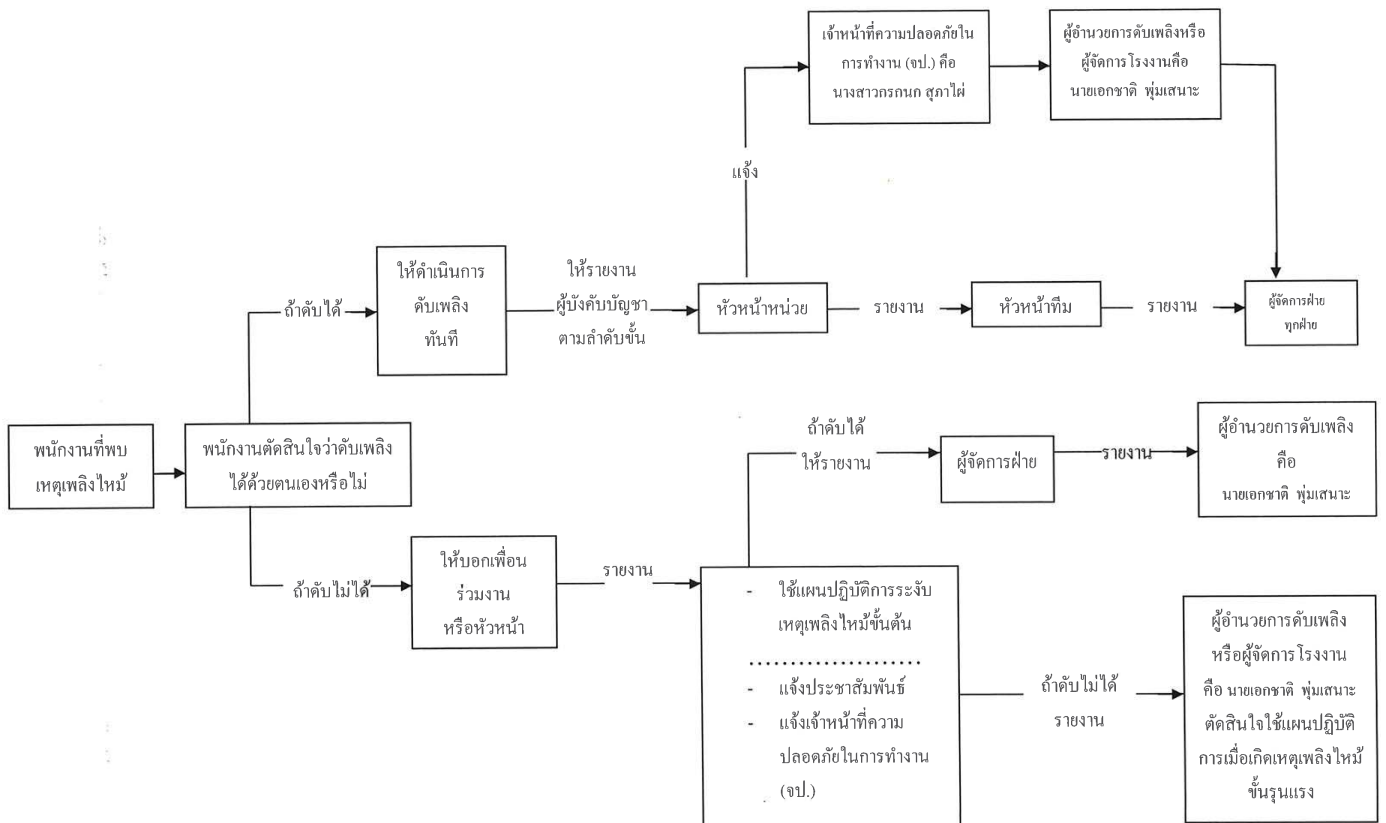 เจ้าหน้าที่ความปลอดภัยใน
การทำงาน (จป.) คือ
นางสาวกรกนก สุภาไผ่
ผู้อำนวยการดับเพลิงหรือ
ผู้จัดการโรงงานคือ
นายเอกชาติ พุ่มเสนาะ
แจ้ง
ถ้าดับได้
ให้ดำเนินการ
ดับเพลิง
ทันที
ให้รายงาน
ผู้บังคับบัญชา
ตามลำดับขั้น
หัวหน้าหน่วย
รายงาน
หัวหน้าทีม
รายงาน
ผู้จัดการฝ่าย
ทุกฝ่าย
พนักงานที่พบ
เหตุเพลิงไหม้
พนักงานตัดสินใจว่าดับเพลิง
ได้ด้วยตนเองหรือไม่
ถ้าดับได้
ให้รายงาน
ผู้จัดการฝ่าย
รายงาน
ผู้อำนวยการดับเพลิง
คือ
นายเอกชาติ พุ่มเสนาะ
ถ้าดับไม่ได้
ให้บอกเพื่อน
ร่วมงาน
หรือหัวหน้า
รายงาน
- ใช้แผนปฏิบัติการระงับ
เหตุเพลิงไหม้ขั้นต้น
.....................
- แจ้งประชาสัมพันธ์
- แจ้งเจ้าหน้าที่ความ
ปลอดภัยในการทำงาน
(จป.)
ถ้าดับไม่ได้
รายงาน
ผู้อำนวยการดับเพลิง
หรือผู้จัดการโรงงาน
คือ นายเอกชาติ พุ่มเสนาะ
ตัดสินใจใช้แผนปฏิบัติ
การเมื่อเกิดเหตุเพลิงไหม้
ขั้นรุนแรง